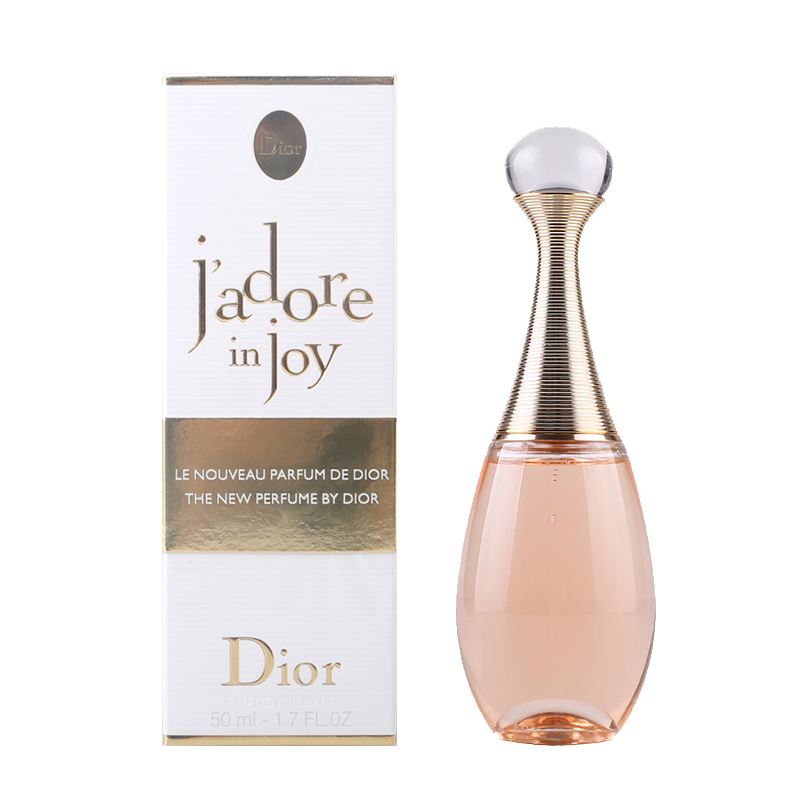 Dior
j'adore
in joy
LE NOUVEAU PARFUM DE DIOR
THE NEW PERFUME BY DIOR
Dior
EAU DE TOILETTE
50 ml - 1.7 FL.OZ